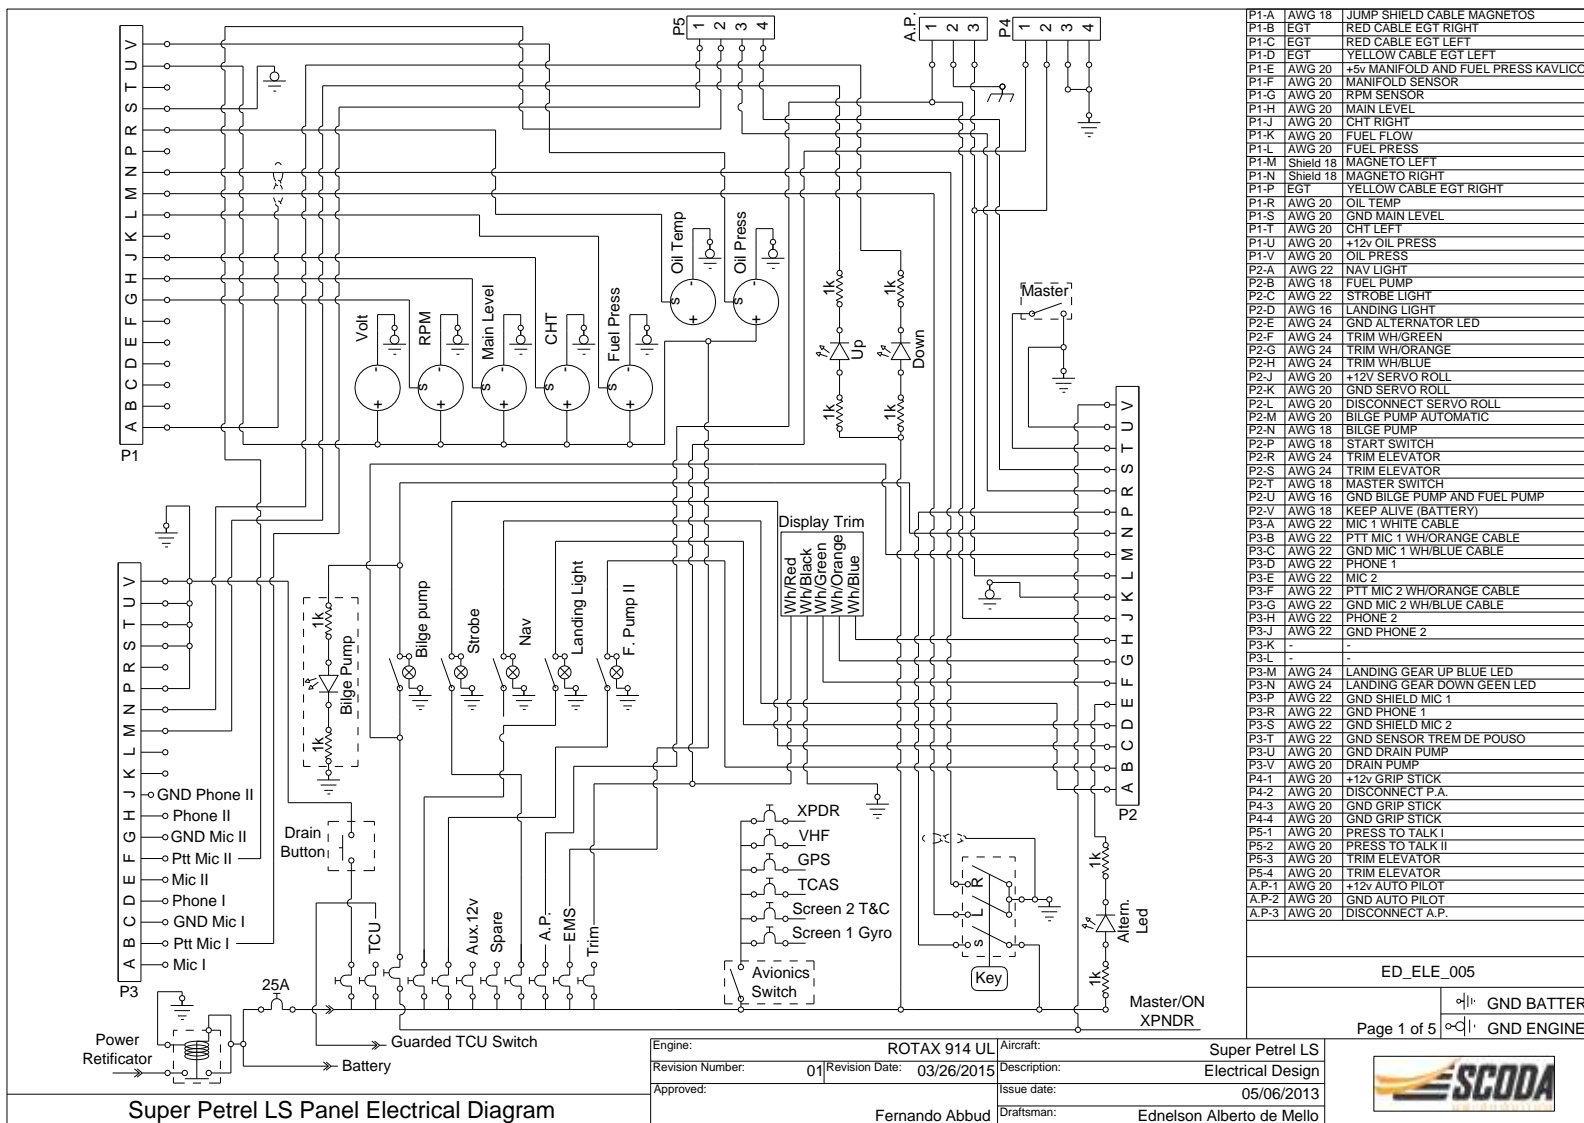 P5
1
2
3
4
A.P.
1
2
3
P4
1
2
3
4
V
U
T
S
R
P
N
M
L
K
J
H
G
F
E
D
C
B
A
P1
Oil Temp
Oil Press
Volt
RPM
Main Level
CHT
Fuel Press
S
S
S
S
S
S
-
+
-
+
-
+
-
+
-
+
-
+
-
+
1k
1k
Up
Down
1k
1k
Master
V
U
T
S
R
P
N
M
L
K
J
H
G
F
E
D
C
B
A
P2
Display Trim
Wh/Red
Wh/Black
Wh/Green
Wh/Orange
Wh/Blue
V
U
T
S
R
P
N
M
L
K
J
H
G
F
E
D
C
B
A
P3
GND Phone II
Phone II
GND Mic II
Ptt Mic II
Mic II
Phone I
GND Mic I
Ptt Mic I
Mic I
1k
Bilge Pump
1k
Bilge pump
Strobe
Nav
Landing Light
F. Pump II
Drain
Button
TCU
Aux.12v
Spare
A.P.
EMS
Trim
XPDR
VHF
GPS
TCAS
Screen 2 T&C
Screen 1 Gyro
Avionics
Switch
R
L
S
Key
1k
Altern.
Led
1k
25A
Power
Retificator
Guarded TCU Switch
Battery
Master/ON
XPNDR
P1-A AWG 18 JUMP SHIELD CABLE MAGNETOS
P1-B EGT RED CABLE EGT RIGHT
P1-C EGT RED CABLE EGT LEFT
P1-D EGT YELLOW CABLE EGT LEFT
P1-E AWG 20 +5v MANIFOLD AND FUEL PRESS KAVLICO
P1-F AWG 20 MANIFOLD SENSOR
P1-G AWG 20 RPM SENSOR
P1-H AWG 20 MAIN LEVEL
P1-J AWG 20 CHT RIGHT
P1-K AWG 20 FUEL FLOW
P1-L AWG 20 FUEL PRESS
P1-M Shield 18 MAGNETO LEFT
P1-N Shield 18 MAGNETO RIGHT
P1-P EGT YELLOW CABLE EGT RIGHT
P1-R AWG 20 OIL TEMP
P1-S AWG 20 GND MAIN LEVEL
P1-T AWG 20 CHT LEFT
P1-U AWG 20 +12v OIL PRESS
P1-V AWG 20 OIL PRESS
P2-A AWG 22 NAV LIGHT
P2-B AWG 18 FUEL PUMP
P2-C AWG 22 STROBE LIGHT
P2-D AWG 16 LANDING LIGHT
P2-E AWG 24 GND ALTERNATOR LED
P2-F AWG 24 TRIM WH/GREEN
P2-G AWG 24 TRIM WH/ORANGE
P2-H AWG 24 TRIM WH/BLUE
P2-J AWG 20 +12V SERVO ROLL
P2-K AWG 20 GND SERVO ROLL
P2-L AWG 20 DISCONNECT SERVO ROLL
P2-M AWG 20 BILGE PUMP AUTOMATIC
P2-N AWG 18 BILGE PUMP
P2-P AWG 18 START SWITCH
P2-R AWG 24 TRIM ELEVATOR
P2-S AWG 24 TRIM ELEVATOR
P2-T AWG 18 MASTER SWITCH
P2-U AWG 16 GND BILGE PUMP AND FUEL PUMP
P2-V AWG 18 KEEP ALIVE (BATTERY)
P3-A AWG 22 MIC 1 WHITE CABLE
P3-B AWG 22 PTT MIC 1 WH/ORANGE CABLE
P3-C AWG 22 GND MIC 1 WH/BLUE CABLE
P3-D AWG 22 PHONE 1
P3-E AWG 22 MIC 2
P3-F AWG 22 PTT MIC 2 WH/ORANGE CABLE
P3-G AWG 22 GND MIC 2 WH/BLUE CABLE
P3-H AWG 22 PHONE 2
P3-J AWG 22 GND PHONE 2
P3-K - -
P3-L - -
P3-M AWG 24 LANDING GEAR UP BLUE LED
P3-N AWG 24 LANDING GEAR DOWN GEEN LED
P3-P AWG 22 GND SHIELD MIC 1
P3-R AWG 22 GND PHONE 1
P3-S AWG 22 GND SHIELD MIC 2
P3-T AWG 22 GND SENSOR TREM DE POUSO
P3-U AWG 20 GND DRAIN PUMP
P3-V AWG 20 DRAIN PUMP
P4-1 AWG 20 +12v GRIP STICK
P4-2 AWG 20 DISCONNECT P.A.
P4-3 AWG 20 GND GRIP STICK
P4-4 AWG 20 GND GRIP STICK
P5-1 AWG 20 PRESS TO TALK I
P5-2 AWG 20 PRESS TO TALK II
P5-3 AWG 20 TRIM ELEVATOR
P5-4 AWG 20 TRIM ELEVATOR
A.P-1 AWG 20 +12v AUTO PILOT
A.P-2 AWG 20 GND AUTO PILOT
A.P-3 AWG 20 DISCONNECT A.P.
ED_ELE_005
Page 1 of 5
GND BATTER
GND ENGINE
Super Petrel LS Panel Electrical Diagram
Engine: ROTAX 914 UL Aircraft: Super Petrel LS
Revision Number: 01 Revision Date: 03/26/2015 Description: Electrical Design
Approved: Fernando Abbud Issue date: 05/06/2013
Draftsman: Ednelson Alberto de Mello
SCODA